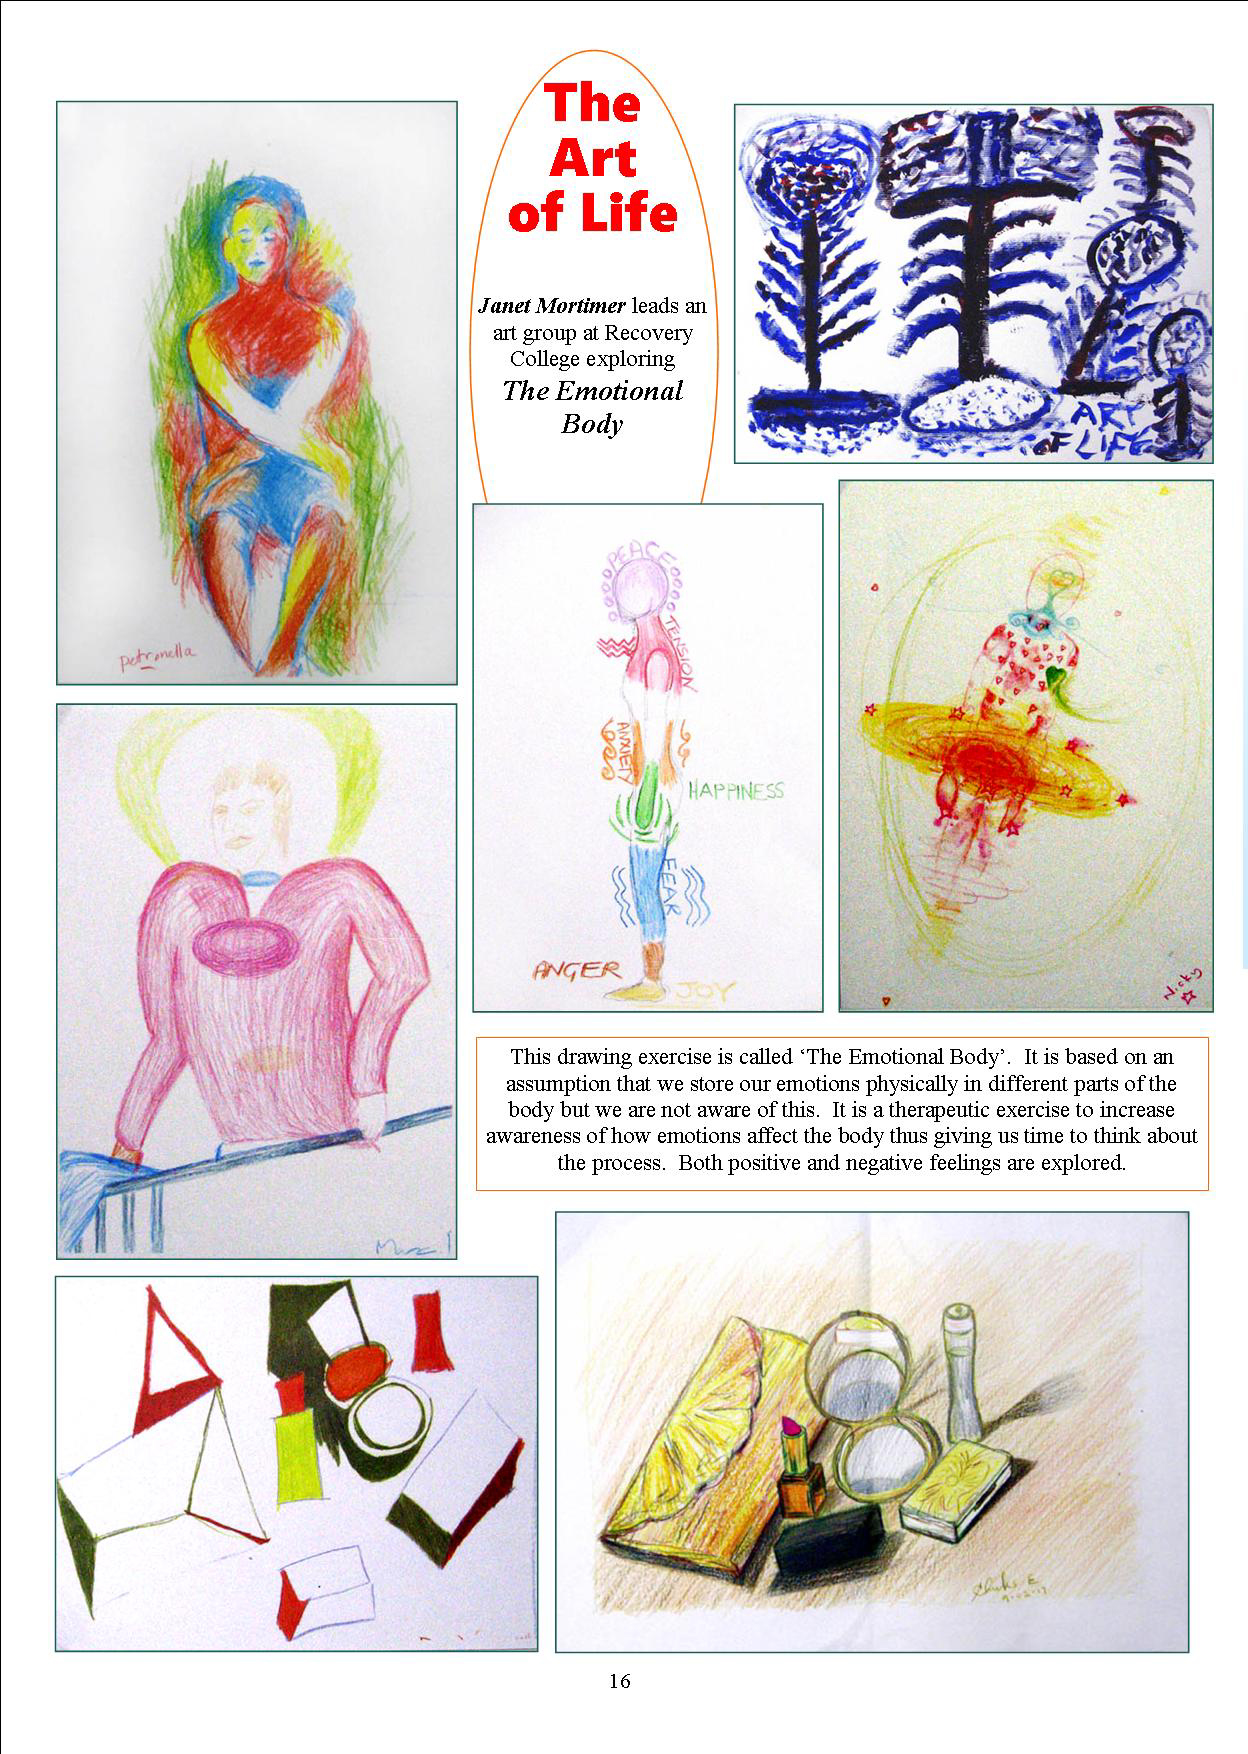 The
Art
of Life
Janet Mortimer leads an
art group at Recovery
College exploring
The Emotional
Body
ART
OF LIFE
petronella
PEACE
TENSION
ANXIETY
HAPPINESS
FEAR
ANGER
JOY
Nicky
This drawing exercise is called ‘The Emotional Body’.  It is based on an
assumption that we store our emotions physically in different parts of the
body but we are not aware of this.  It is a therapeutic exercise to increase
awareness of how emotions affect the body thus giving us time to think about
the process.  Both positive and negative feelings are explored.
16